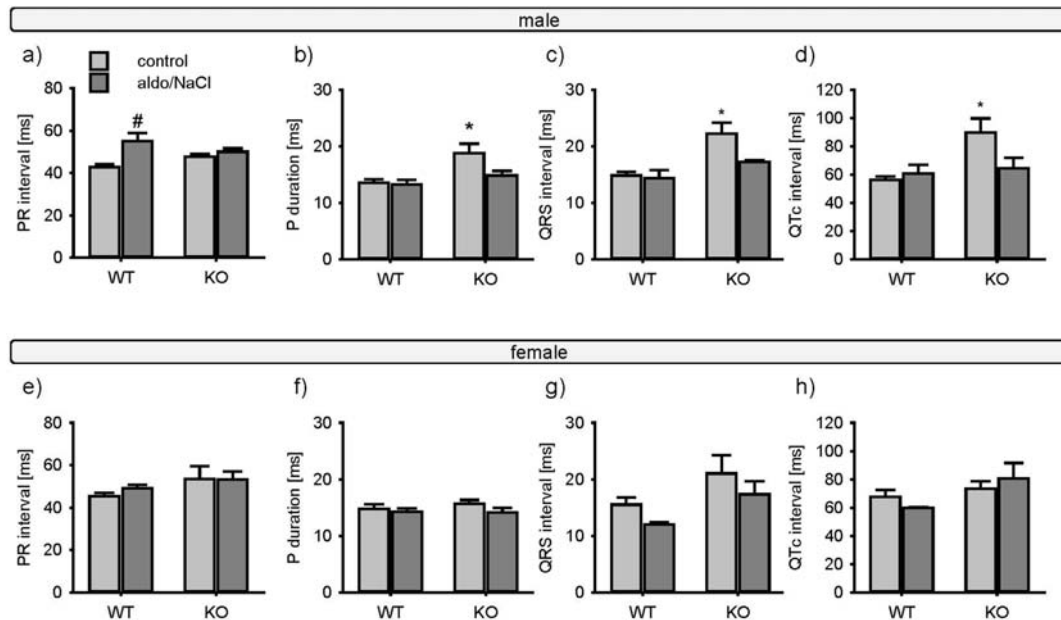 male
a) b) c) d)
control
aldo/NaCl
PR interval [ms]
80
60
40
20
0
#
WT KO
P duration [ms]
30
20
10
0
*
WT KO
QRS interval [ms]
30
20
10
0
*
WT KO
QTc interval [ms]
120
100
80
60
40
20
0
*
WT KO
female
e) f) g) h)
PR interval [ms]
80
60
40
20
0
WT KO
P duration [ms]
30
20
10
0
WT KO
QRS interval [ms]
30
20
10
0
WT KO
QTc interval [ms]
120
100
80
60
40
20
0
WT KO